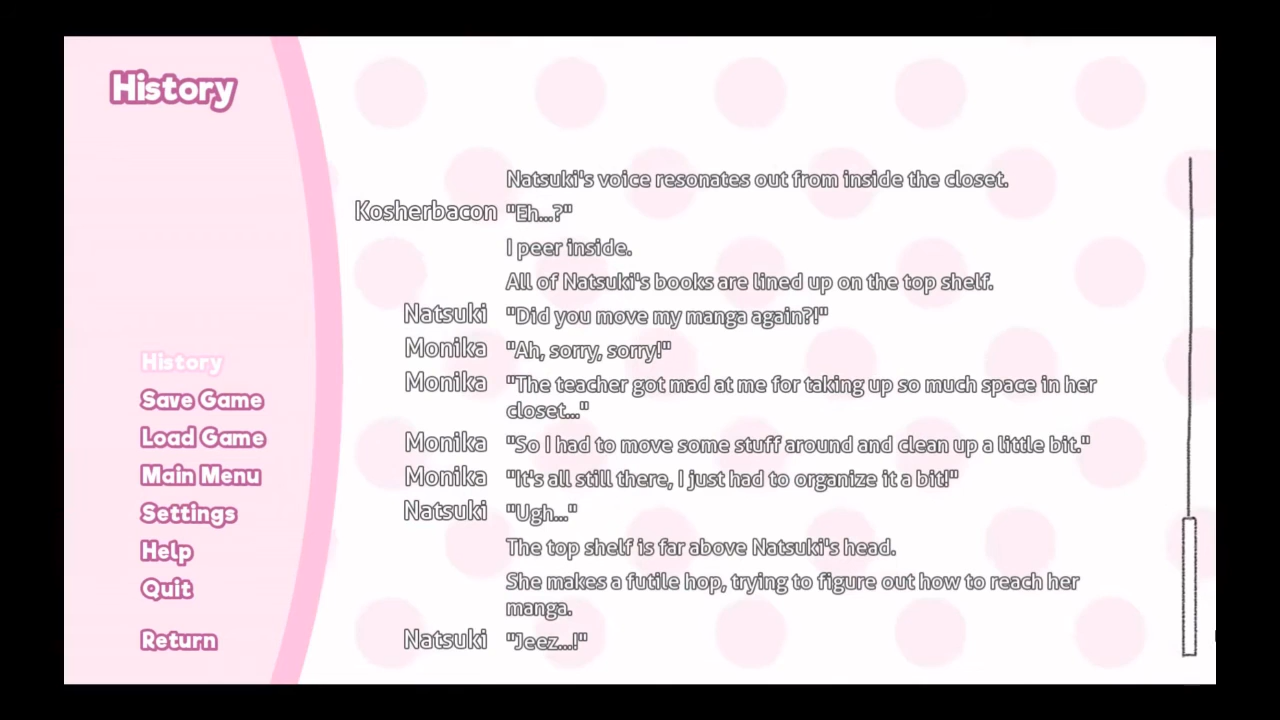 History
Natsuki's voice resonates out from inside the closet.
Kosherbacon "Eh...?"
I peer inside.
All of Natsuki's books are lined up on the top shelf.
Natsuki "Did you move my manga again?!"
Monika "Ah, sorry, sorry!"
Monika "The teacher got mad at me for taking up so much space in her
closet..."
Monika "So I had to move some stuff around and clean up a little bit."
Monika "It's all still there, I just had to organize it a bit!"
Natsuki "Ugh..."
The top shelf is far above Natsuki's head.
She makes a futile hop, trying to figure out how to reach her
manga.
Natsuki "Jeez...!"
History
Save Game
Load Game
Main Menu
Settings
Help
Quit
Return